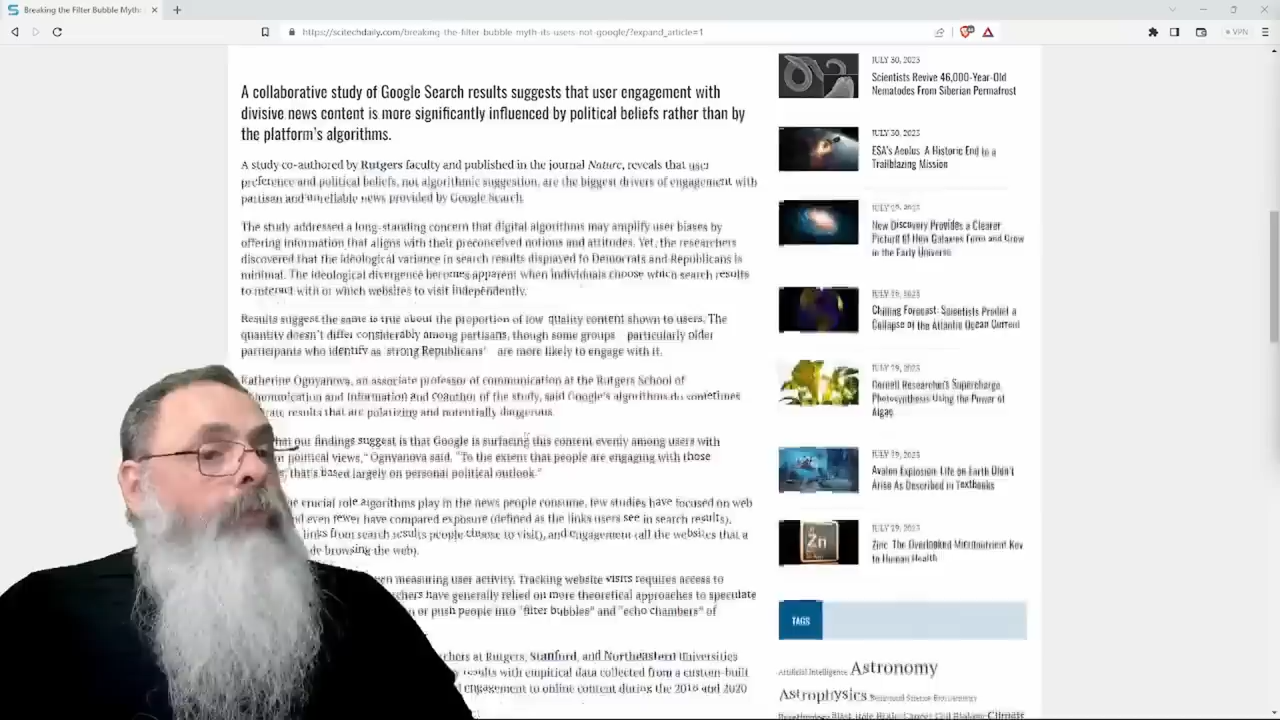 Breaking the Filter Bubble Myth:
https://scitechdaily.com/breaking-the-filter-bubble-myth-its-users-not-google/?expand_article=1
VPN
A collaborative study of Google Search results suggests that user engagement with
divisive news content is more significantly influenced by political beliefs rather than by
the platform's algorithms.
co-authored by Rutgers faculty and published in the journal Nature, reveals that user
preference and political beliefs, not algorithmic suggestion, are the biggest drivers of engagement with
partisan and unreliable news provided by Google Search.
The study addressed a long-standing concern that digital algorithms may amplify user biases by
offering information that aligns with their preconceived notions and attitudes. Yet, the researchers
discovered that the ideological variance in search results displayed to Democrats and Republicans is
minimal. The ideological divergence becomes apparent when individuals choose which search results
to interact with or which websites to visit independently.
Results suggest the same is true about the proportion of low quality content shown to users. The
quantity doesn't differ considerably among partisans, though some groups particularly older
participants who identify as "strong Republicans" are more likely to engage with it.
Katherine Ognyanova, an associate professor of communication at the Rutgers School of
and Information and coauthor of the study, said Google's algorithms do sometimes
results that are polarizing and potentially dangerous.
our findings suggest is that Google is surfacing this content evenly among users with
political views," Ognyanova said. "To the extent that people are engaging with those
that's based largely on personal political outlook."
crucial role algorithms play in the news people consume, few studies have focused on web
even fewer have compared exposure (defined as the links users see in search results),
from search results people choose to visit), and engagement (all the websites that a
browsing the web).
measuring user activity. Tracking website visits requires access to
have generally relied on more theoretical approaches to speculate
or push people into "filter bubbles" and "echo chambers" of
at Rutgers, Stanford, and Northeastern Universities
results with empirical data collected from a custom-built
engagement to online content during the 2018 and 2020
JULY 30, 2023
Scientists Revive 46,000-Year-Old
Nematodes From Siberian Permafrost
JULY 30, 2023
ESA's Aeolus: A Historic End to a
Trailblazing Mission
New Discovery Provides a Clearer
Picture of How Galaxies Form and Grow
in the Early Universe
Chilling Forecast: Scientists Predict a
Collapse of the Atlantic Ocean Current
JULY 29, 2023
Cornell Researchers Supercharge
Photosynthesis Using the Power of
Algae
JULY 29, 2023
Avalon Explosion: Life on Earth Didn't
Arise As Described in Textbooks
JULY 29, 2023
Zn
Zinc: The Overlooked Micronutrient Key
to Human Health
TAGS
Artificial Intelligence Astronomy
Astrophysics
Climate